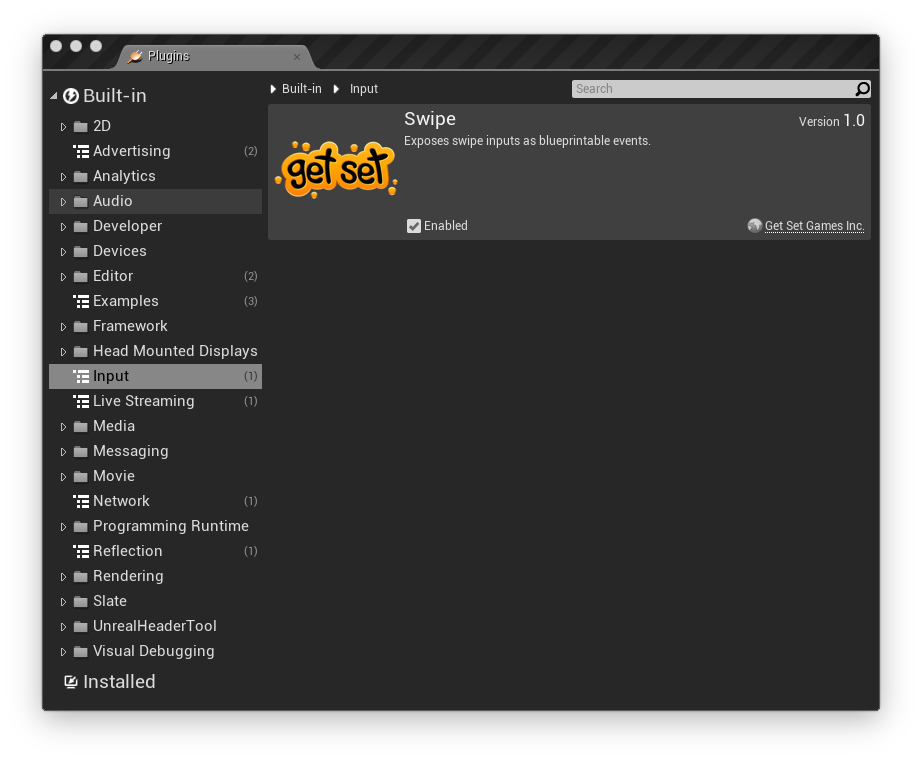 Plugins
Built-in
2D
Advertising (2)
Analytics
Audio
Developer
Devices
Editor (2)
Examples (3)
Framework
Head Mounted Displays
Input (1)
Live Streaming (1)
Media
Messaging
Movie
Network (1)
Programming Runtime
Reflection (1)
Rendering
Slate
UnrealHeaderTool
Visual Debugging
Installed
Built-in Input
Search
get set
Swipe
Version 1.0
Exposes swipe inputs as blueprintable events.
Enabled
Get Set Games Inc.